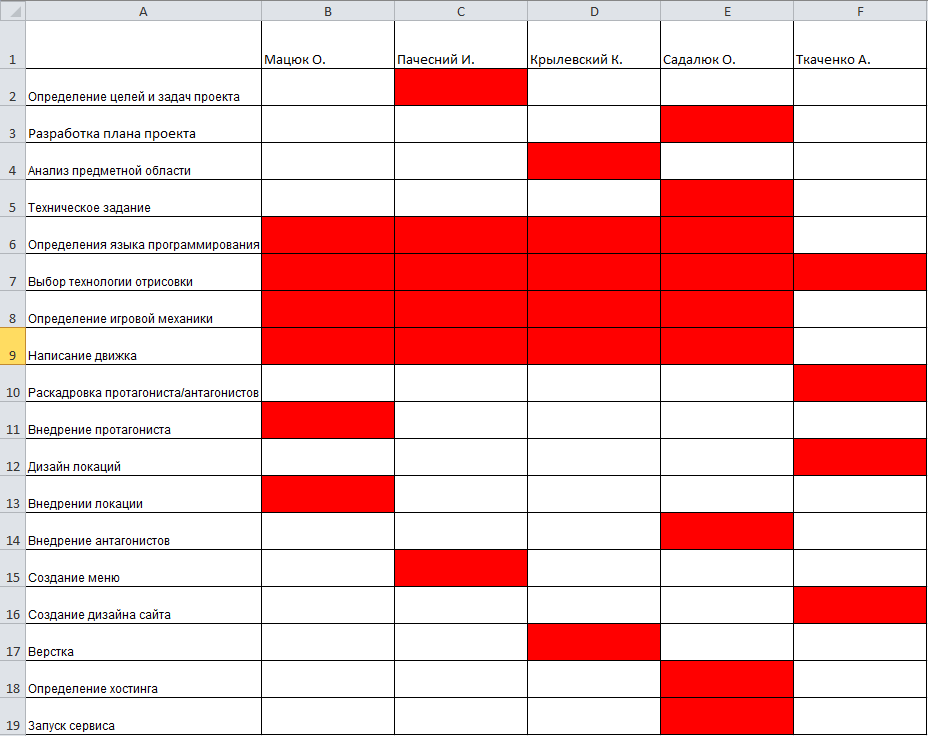 A B C D E F
1 Мацюк О. Пачесний И. Крылевский К. Садалюк О. Ткаченко А.
2 Определение целей и задач проекта
3 Разработка плана проекта
4 Анализ предметной области
5 Техническое задание
6 Определения языка программирования
7 Выбор технологии отрисовки
8 Определение игровой механики
9 Написание движка
10 Раскадровка протагониста/антагонистов
11 Внедрение протагониста
12 Дизайн локаций
13 Внедрении локации
14 Внедрение антагонистов
15 Создание меню
16 Создание дизайна сайта
17 Верстка
18 Определение хостинга
19 Запуск сервиса